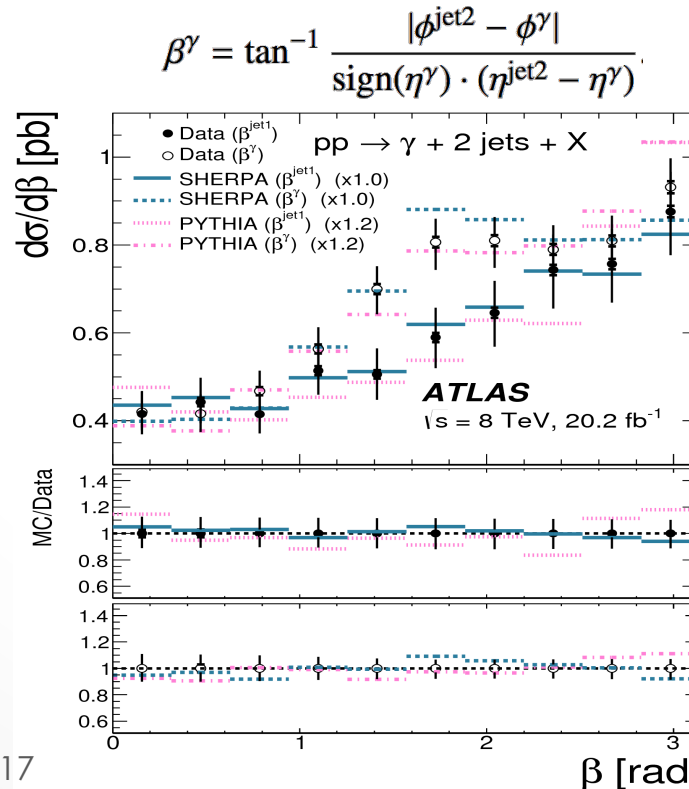 β^γ = tan⁻¹ |ϕ^jet2 − ϕ^γ| / sign(η^γ) · (η^jet2 − η^γ)
dσ/dβ [pb]
1
0.8
0.6
0.4
Data (β^jet1)
Data (β^γ)
SHERPA (β^jet1) (x1.0)
SHERPA (β^γ) (x1.0)
PYTHIA (β^jet1) (x1.2)
PYTHIA (β^γ) (x1.2)
pp → γ + 2 jets + X
ATLAS
√s = 8 TeV, 20.2 fb⁻¹
MC/Data
1.4
1.2
1
0.8
0.6
1.4
1.2
1
0.8
0.6
0 1 2 3
β [rad
17